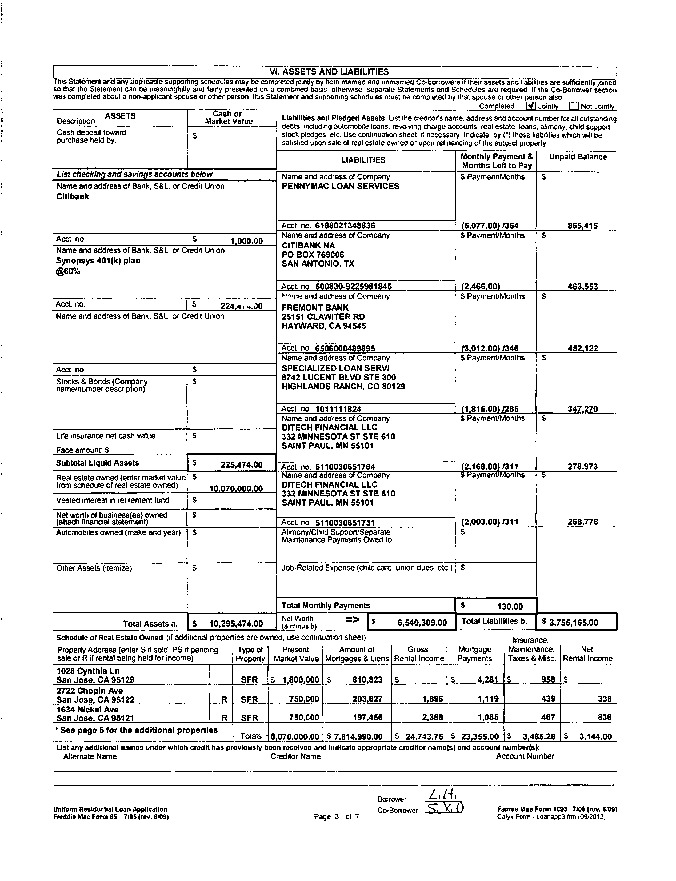 VI. ASSETS AND LIABILITIES
This Statement and any applicable supporting schedules may be completed jointly by both married and unmarried Co-borrowers if their assets and liabilities are sufficiently joined
so that the Statement can be meaningfully and fairly presented on a combined basis; otherwise, separate Statements and Schedules are required. If the Co-Borrower section
was completed about a non-applicant spouse or other person, this Statement and supporting schedules must be completed by that spouse or other person also.
Completed Jointly Not Jointly
ASSETS
Description
Cash or
Market Value
Cash deposit toward
purchase held by:
$
Liabilities and Pledged Assets. List the creditor's name, address and account number for all outstanding
debts, including automobile loans, revolving charge accounts, real estate loans, alimony, child support,
stock pledges, etc. Use continuation sheet, if necessary. Indicate by (*) those liabilities which will be
satisfied upon sale of real estate owned or upon refinancing of the subject property.
LIABILITIES
Monthly Payment &
Months Left to Pay
Unpaid Balance
List checking and savings accounts below
Name and address of Bank, S&L, or Credit Union
Citibank
Acct. no. $ 1,000.00
Name and address of Bank, S&L, or Credit Union
Synopsys 401(k) plan
@60%
Acct. no. $
Name and address of Bank, S&L, or Credit Union
Acct. no. $
Stocks & Bonds (Company
name/number description)
$
Life insurance net cash value
Face amount: $
$
Subtotal Liquid Assets $ 225,474.00
Real estate owned (enter market value
from schedule of real estate owned)
$ 10,070,000.00
Vested interest in retirement fund $
Net worth of business(es) owned
(attach financial statement)
$
Automobiles owned (make and year) $
Other Assets (itemize) $
Total Assets a. $ 10,295,474.00
Name and address of Company $ Payment/Months $
PENNYMAC LOAN SERVICES
Acct. no. (5,077.00) /354 865,415
Name and address of Company $ Payment/Months $
CITIBANK NA
PO BOX 769006
SAN ANTONIO, TX
Acct. no. (2,466.00) 463,553
Name and address of Company $ Payment/Months $
FREMONT BANK
25151 CLAWITER RD
HAYWARD, CA 94545
Acct. no. (3,012.00) /346 482,122
Name and address of Company $ Payment/Months $
SPECIALIZED LOAN SERVI
8742 LUCENT BLVD STE 300
HIGHLANDS RANCH, CO 80129
Acct. no. 1011111824 (1,816.00) /286 347,270
Name and address of Company $ Payment/Months $
DITECH FINANCIAL LLC
332 MINNESOTA ST STE 610
SAINT PAUL, MN 55101
Acct. no. (2,168.00) /311 278,973
Name and address of Company $ Payment/Months $
DITECH FINANCIAL LLC
332 MINNESOTA ST STE 610
SAINT PAUL, MN 55101
Acct. no. (2,003.00) /311 268,778
Alimony/Child Support/Separate
Maintenance Payments Owed to:
$
Job-Related Expense (child care, union dues, etc.) $
Total Monthly Payments $ 130.00
Net Worth
(a minus b)
=> $ 6,540,309.00
Total Liabilities b. $ 3,755,165.00
Schedule of Real Estate Owned (If additional properties are owned, use continuation sheet)
Property Address (enter S if sold, PS if pending
sale or R if rental being held for income)
Type of
Property
Present
Market Value
Amount of
Mortgages & Liens
Gross
Rental Income
Mortgage
Payments
Insurance,
Maintenance,
Taxes & Misc.
Net
Rental Income
1028 Cynthia Ln
San Jose, CA 95129 SFR $ 1,800,000 $ 810,823 $ $ 4,281 $ 958 $
2722 Chopin Ave
San Jose, CA 95122 R SFR 750,000 203,827 1,896 1,119 439 338
1634 Nickel Ave
San Jose, CA 95121 R SFR 750,000 197,456 1,086 467 836
* See page 5 for the additional properties
Totals $ 7,814,990.00 $ 24,743.76 $ 23,355.00 $ 3,144.00
List any additional names under which credit has previously been received and indicate appropriate creditor name(s) and account number(s):
Alternate Name Creditor Name Account Number
Borrower
Co-Borrower
Uniform Residential Loan Application
Freddie Mac Form 65 7/05 (rev. 6/09)
Page 3 of 7
Fannie Mae Form 1003 7/05 (rev. 6/09)
Calyx Form - Loanapp3.frm (09/2013)